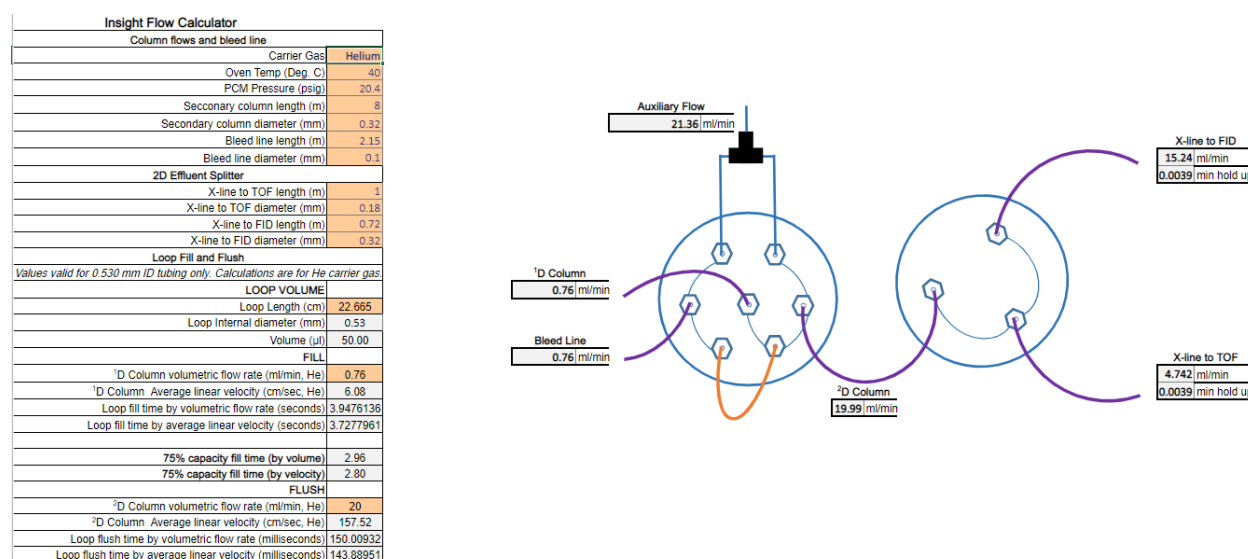 Insight Flow Calculator
Column flows and bleed line
Carrier Gas Helium
Oven Temp (Deg. C) 40
PCM Pressure (psig) 20.4
Secconary column length (m) 8
Secondary column diameter (mm) 0.32
Bleed line length (m) 2.15
Bleed line diameter (mm) 0.1
2D Effluent Splitter
X-line to TOF length (m) 1
X-line to TOF diameter (mm) 0.18
X-line to FID length (m) 0.72
X-line to FID diameter (mm) 0.32
Loop Fill and Flush
Values valid for 0.530 mm ID tubing only. Calculations are for He carrier gas.
LOOP VOLUME
Loop Length (cm) 22.665
Loop Internal diameter (mm) 0.53
Volume (µl) 50.00
FILL
¹D Column volumetric flow rate (ml/min, He) 0.76
¹D Column Average linear velocity (cm/sec, He) 6.08
Loop fill time by volumetric flow rate (seconds) 3.9476136
Loop fill time by average linear velocity (seconds) 3.7277961
75% capacity fill time (by volume) 2.96
75% capacity fill time (by velocity) 2.80
FLUSH
²D Column volumetric flow rate (ml/min, He) 20
²D Column Average linear velocity (cm/sec, He) 157.52
Loop flush time by volumetric flow rate (milliseconds) 150.00932
Loop flush time by average linear velocity (milliseconds) 143.88951
Auxiliary Flow
21.36 ml/min
¹D Column
0.76 ml/min
Bleed Line
0.76 ml/min
²D Column
19.99 ml/min
X-line to FID
15.24 ml/min
0.0039 min hold up
X-line to TOF
4.742 ml/min
0.0039 min hold up